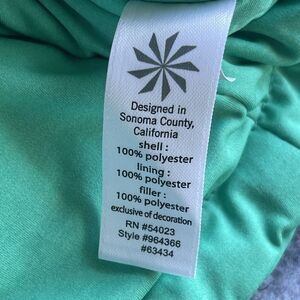 Designed in
Sonoma County,
California
shell :
100% polyester
lining :
100% polyester
filler :
100% polyester
exclusive of decoration
RN #54023
Style #964366
#63434